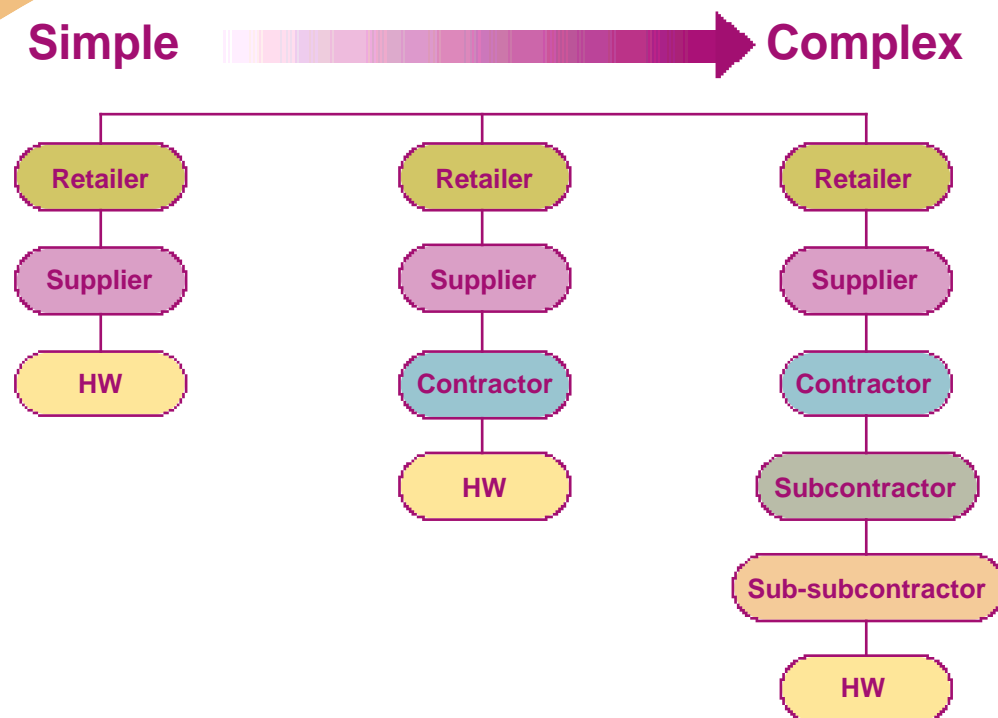 Simple
Complex
Retailer
Supplier
HW
Retailer
Supplier
Contractor
HW
Retailer
Supplier
Contractor
Subcontractor
Sub-subcontractor
HW